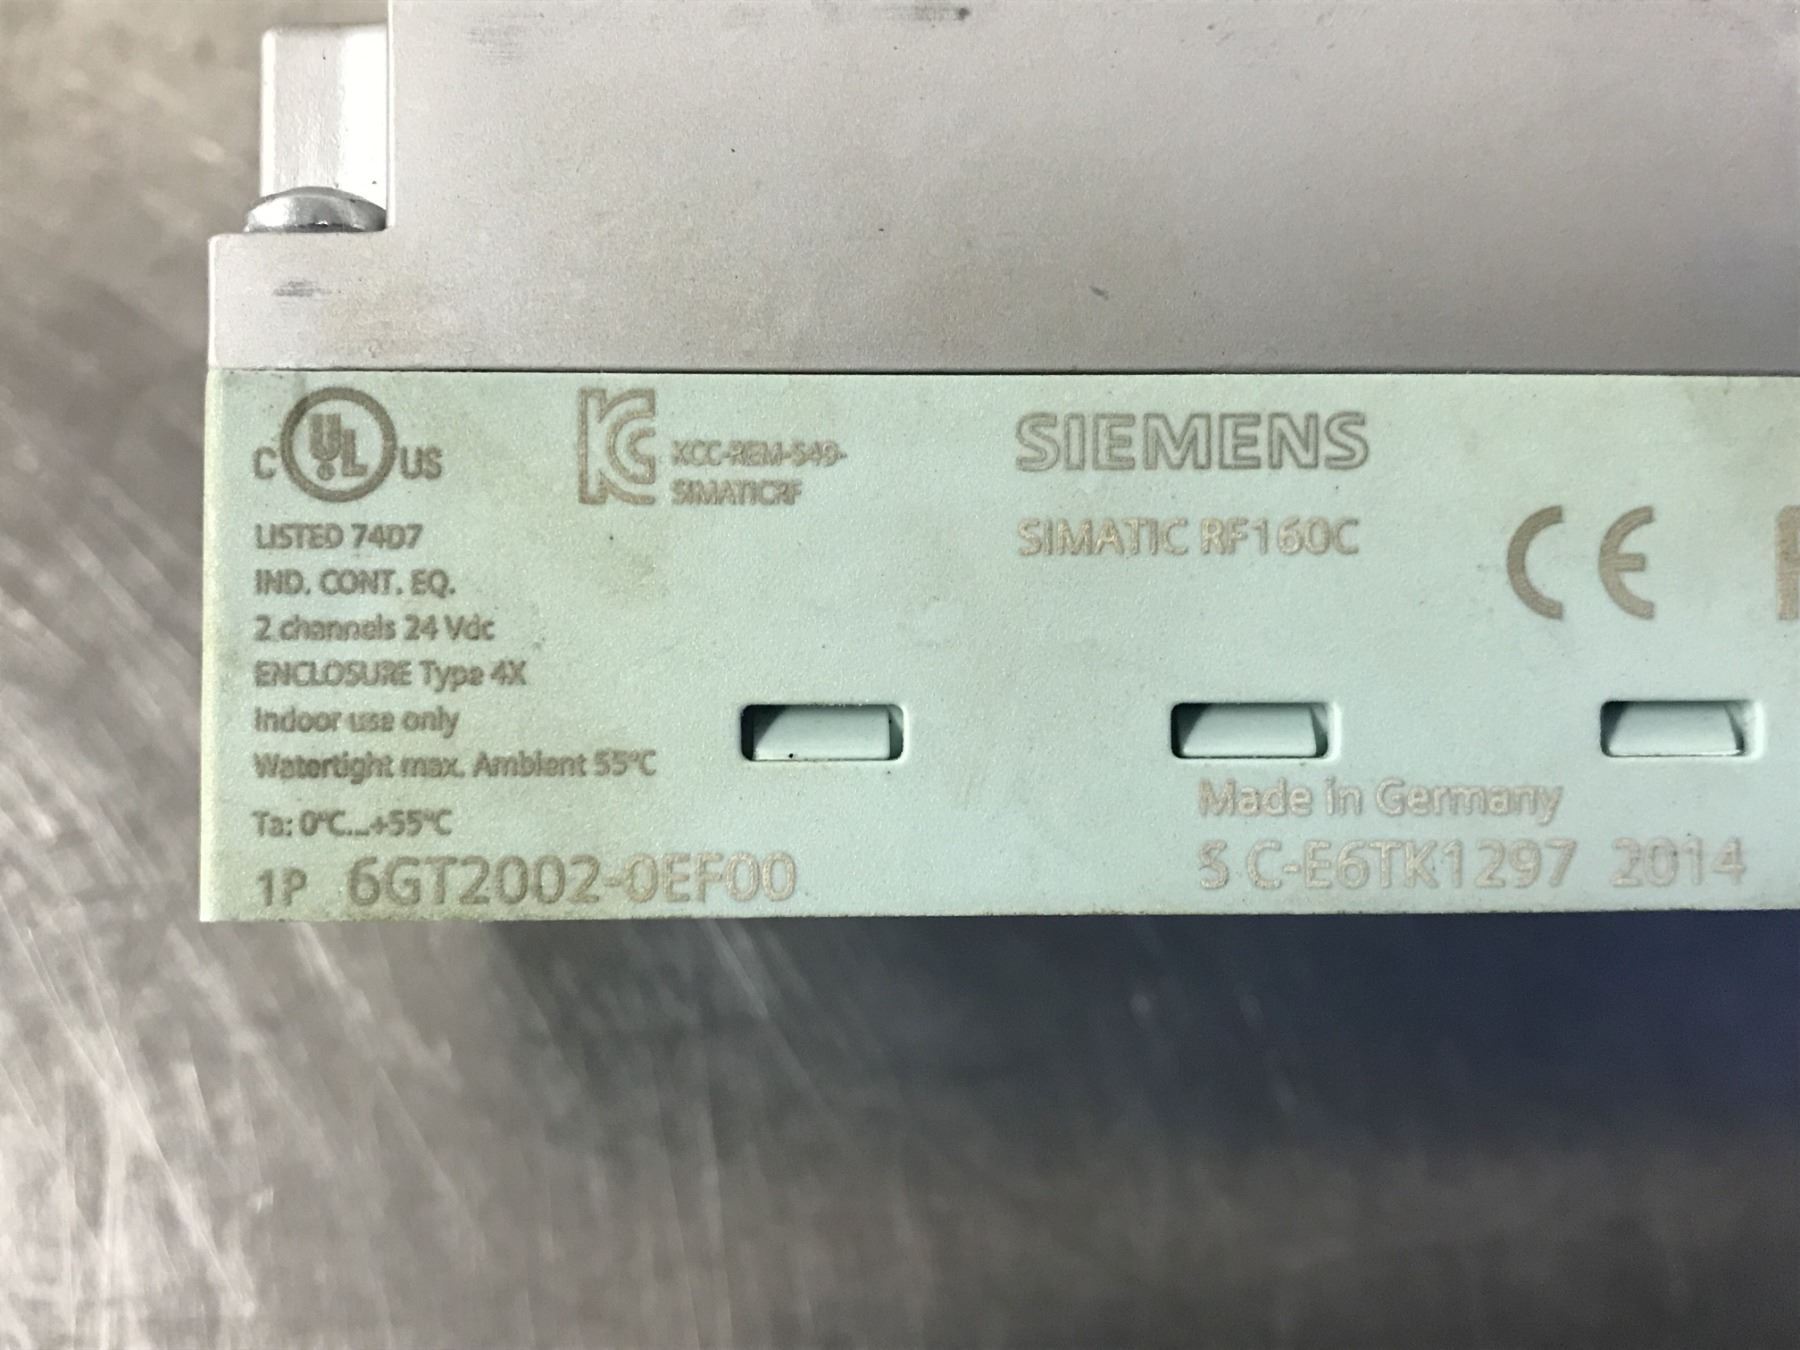 C UL US
LISTED 74D7
IND. CONT. EQ.
2 channels 24 Vdc
ENCLOSURE Type 4X
Indoor use only
Watertight max. Ambient 55°C
Ta: 0°C...+55°C
1P 6GT2002-0EF00
KC KCC-REM-S49-
SIMATICRF
SIEMENS
SIMATIC RF160C
CE
Made in Germany
S C-E6TK1297 2014